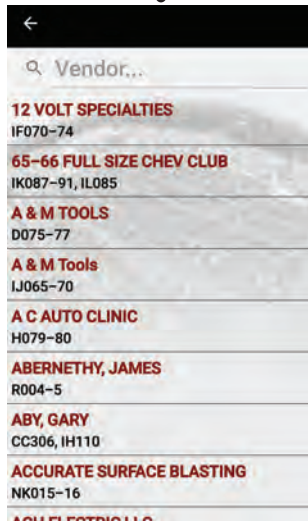 Vendor...
12 VOLT SPECIALTIES
IF070-74
65-66 FULL SIZE CHEV CLUB
IK087-91, IL085
A & M TOOLS
D075-77
A & M Tools
IJ065-70
A C AUTO CLINIC
H079-80
ABERNETHY, JAMES
R004-5
ABY, GARY
CC306, IH110
ACCURATE SURFACE BLASTING
NK015-16